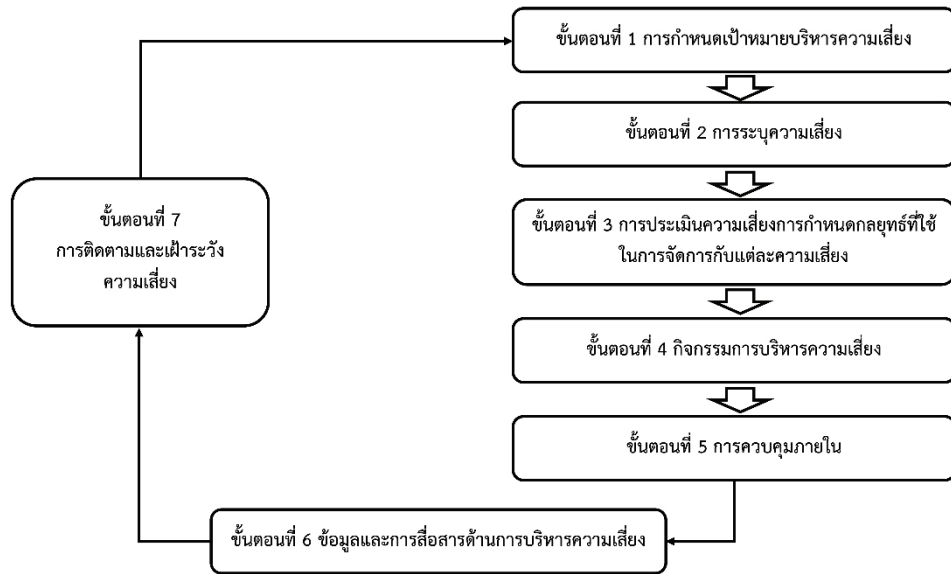 ขั้นตอนที่ 1 การกำหนดเป้าหมายบริหารความเสี่ยง
ขั้นตอนที่ 2 การระบุความเสี่ยง
ขั้นตอนที่ 3 การประเมินความเสี่ยงการกำหนดกลยุทธ์ที่ใช้
ในการจัดการกับแต่ละความเสี่ยง
ขั้นตอนที่ 4 กิจกรรมการบริหารความเสี่ยง
ขั้นตอนที่ 5 การควบคุมภายใน
ขั้นตอนที่ 6 ข้อมูลและการสื่อสารด้านการบริหารความเสี่ยง
ขั้นตอนที่ 7
การติดตามและเฝ้าระวัง
ความเสี่ยง